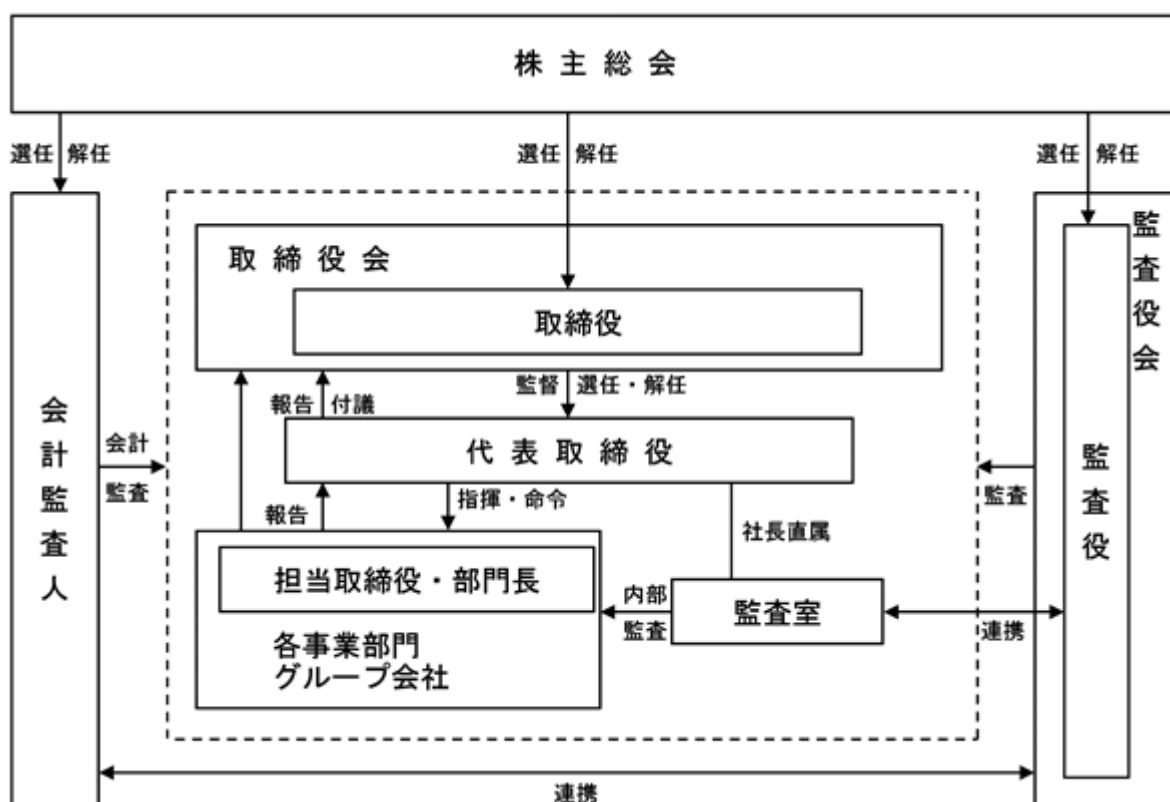 株主総会
選任 解任
選任 解任
選任 解任
会計監査人
監査役会
監査役
取締役会
取締役
監督 選任・解任
報告 付議
代表取締役
会計
監査
監査
報告
指揮・命令
社長直属
担当取締役・部門長
各事業部門
グループ会社
内部
監査
監査室
連携
連携